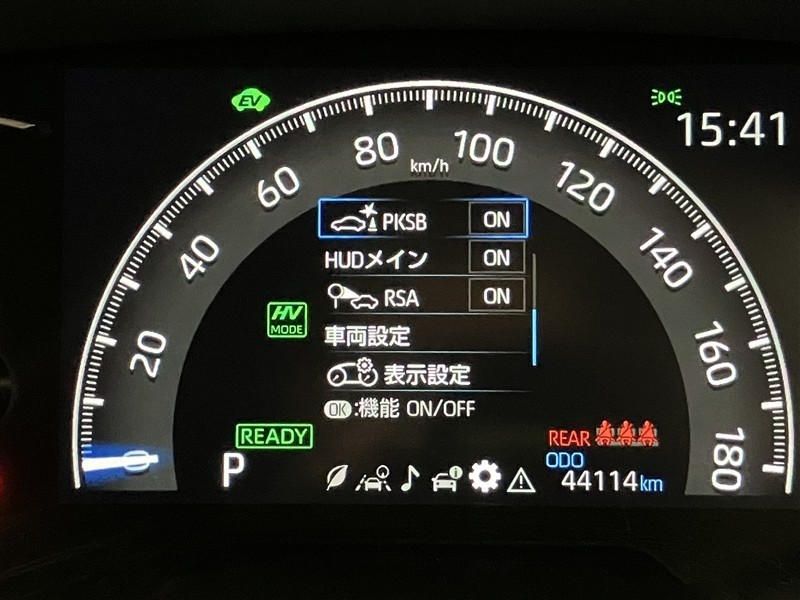 EV
15:41
0
20
40
60
80
100
120
140
160
180
km/h
PKSB ON
HUDメイン ON
RSA ON
車両設定
表示設定
OK:機能 ON/OFF
HV
MODE
READY
P
REAR
ODO
44114km